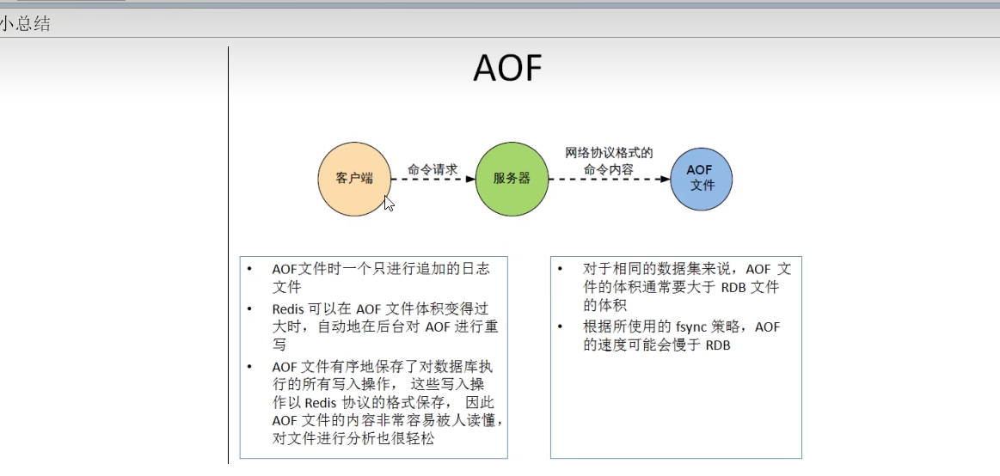 小总结
AOF
客户端
命令请求
服务器
网络协议格式的
命令内容
AOF
文件
• AOF文件时一个只进行追加的日志
文件
• Redis 可以在 AOF 文件体积变得过
大时，自动地在后台对 AOF 进行重
写
• AOF 文件有序地保存了对数据库执
行的所有写入操作， 这些写入操
作以 Redis 协议的格式保存， 因此
AOF 文件的内容非常容易被人读懂，
对文件进行分析也很轻松
• 对于相同的数据集来说，AOF 文
件的体积通常要大于 RDB 文件
的体积
• 根据所使用的 fsync 策略，AOF
的速度可能会慢于 RDB